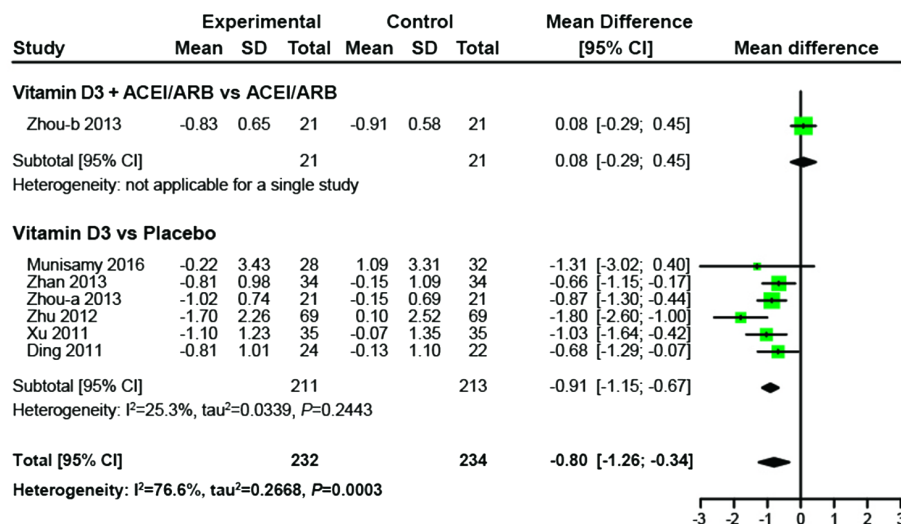 Experimental Control Mean Difference
Study Mean SD Total Mean SD Total [95% CI] Mean difference
Vitamin D3 + ACEI/ARB vs ACEI/ARB
Zhou-b 2013 -0.83 0.65 21 -0.91 0.58 21 0.08 [-0.29; 0.45]
Subtotal [95% CI] 21 21 0.08 [-0.29; 0.45]
Heterogeneity: not applicable for a single study
Vitamin D3 vs Placebo
Munisamy 2016 -0.22 3.43 28 1.09 3.31 32 -1.31 [-3.02; 0.40]
Zhan 2013 -0.81 0.98 34 -0.15 1.09 34 -0.66 [-1.15; -0.17]
Zhou-a 2013 -1.02 0.74 21 -0.15 0.69 21 -0.87 [-1.30; -0.44]
Zhu 2012 -1.70 2.26 69 0.10 2.52 69 -1.80 [-2.60; -1.00]
Xu 2011 -1.10 1.23 35 -0.07 1.35 35 -1.03 [-1.64; -0.42]
Ding 2011 -0.81 1.01 24 -0.13 1.10 22 -0.68 [-1.29; -0.07]
Subtotal [95% CI] 211 213 -0.91 [-1.15; -0.67]
Heterogeneity: I²=25.3%, tau²=0.0339, P=0.2443
Total [95% CI] 232 234 -0.80 [-1.26; -0.34]
Heterogeneity: I²=76.6%, tau²=0.2668, P=0.0003
-3 -2 -1 0 1 2 3